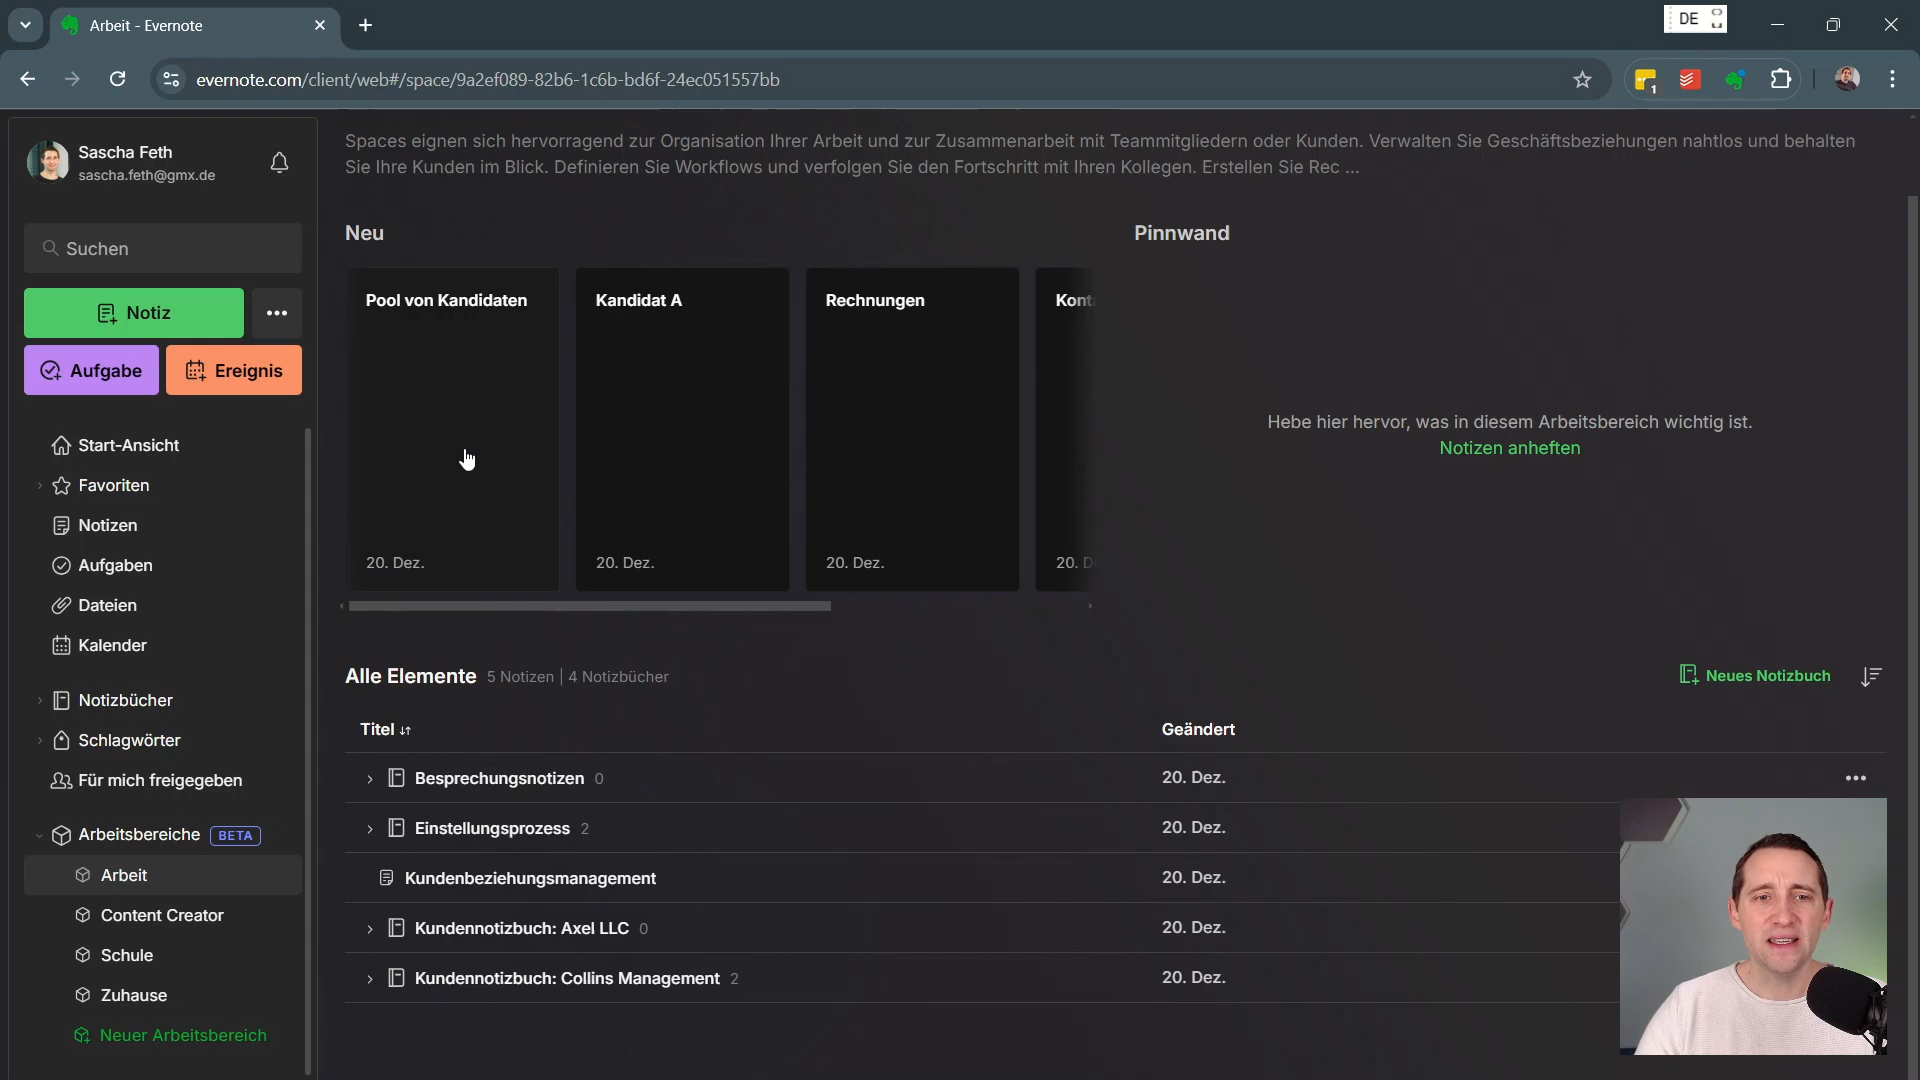 Arbeit - Evernote
DE
evernote.com/client/web#/space/9a2ef089-82b6-1c6b-bd6f-24ec051557bb
1
Sascha Feth
sascha.feth@gmx.de
Suchen
Notiz
Aufgabe
Ereignis
Start-Ansicht
Favoriten
Notizen
Aufgaben
Dateien
Kalender
Notizbücher
Schlagwörter
Für mich freigegeben
Arbeitsbereiche BETA
Arbeit
Content Creator
Schule
Zuhause
Neuer Arbeitsbereich
Spaces eignen sich hervorragend zur Organisation Ihrer Arbeit und zur Zusammenarbeit mit Teammitgliedern oder Kunden. Verwalten Sie Geschäftsbeziehungen nahtlos und behalten
Sie Ihre Kunden im Blick. Definieren Sie Workflows und verfolgen Sie den Fortschritt mit Ihren Kollegen. Erstellen Sie Rec ...
Neu
Pool von Kandidaten
20. Dez.
Kandidat A
20. Dez.
Rechnungen
20. Dez.
Pinnwand
Hebe hier hervor, was in diesem Arbeitsbereich wichtig ist.
Notizen anheften
Alle Elemente 5 Notizen | 4 Notizbücher
Neues Notizbuch
Titel Geändert
Besprechungsnotizen 0 20. Dez.
Einstellungsprozess 2 20. Dez.
Kundenbeziehungsmanagement 20. Dez.
Kundennotizbuch: Axel LLC 0 20. Dez.
Kundennotizbuch: Collins Management 2 20. Dez.